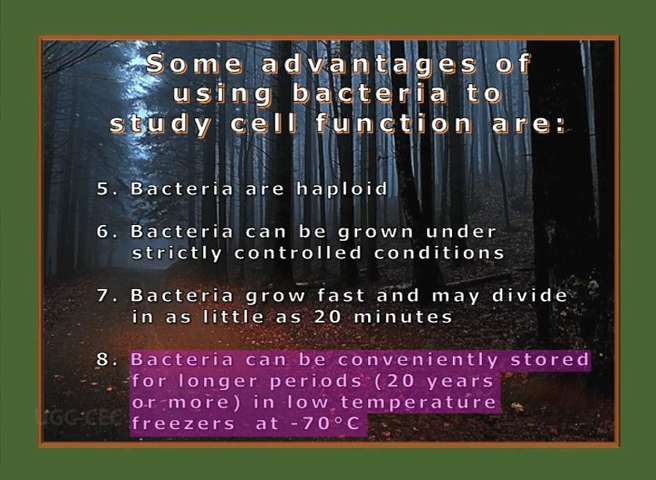 Some advantages of
using bacteria to
study cell function are:
5. Bacteria are haploid
6. Bacteria can be grown under
strictly controlled conditions
7. Bacteria grow fast and may divide
in as little as 20 minutes
8. Bacteria can be conveniently stored
for longer periods (20 years
or more) in low temperature
freezers at -70°C
UGC-CEC